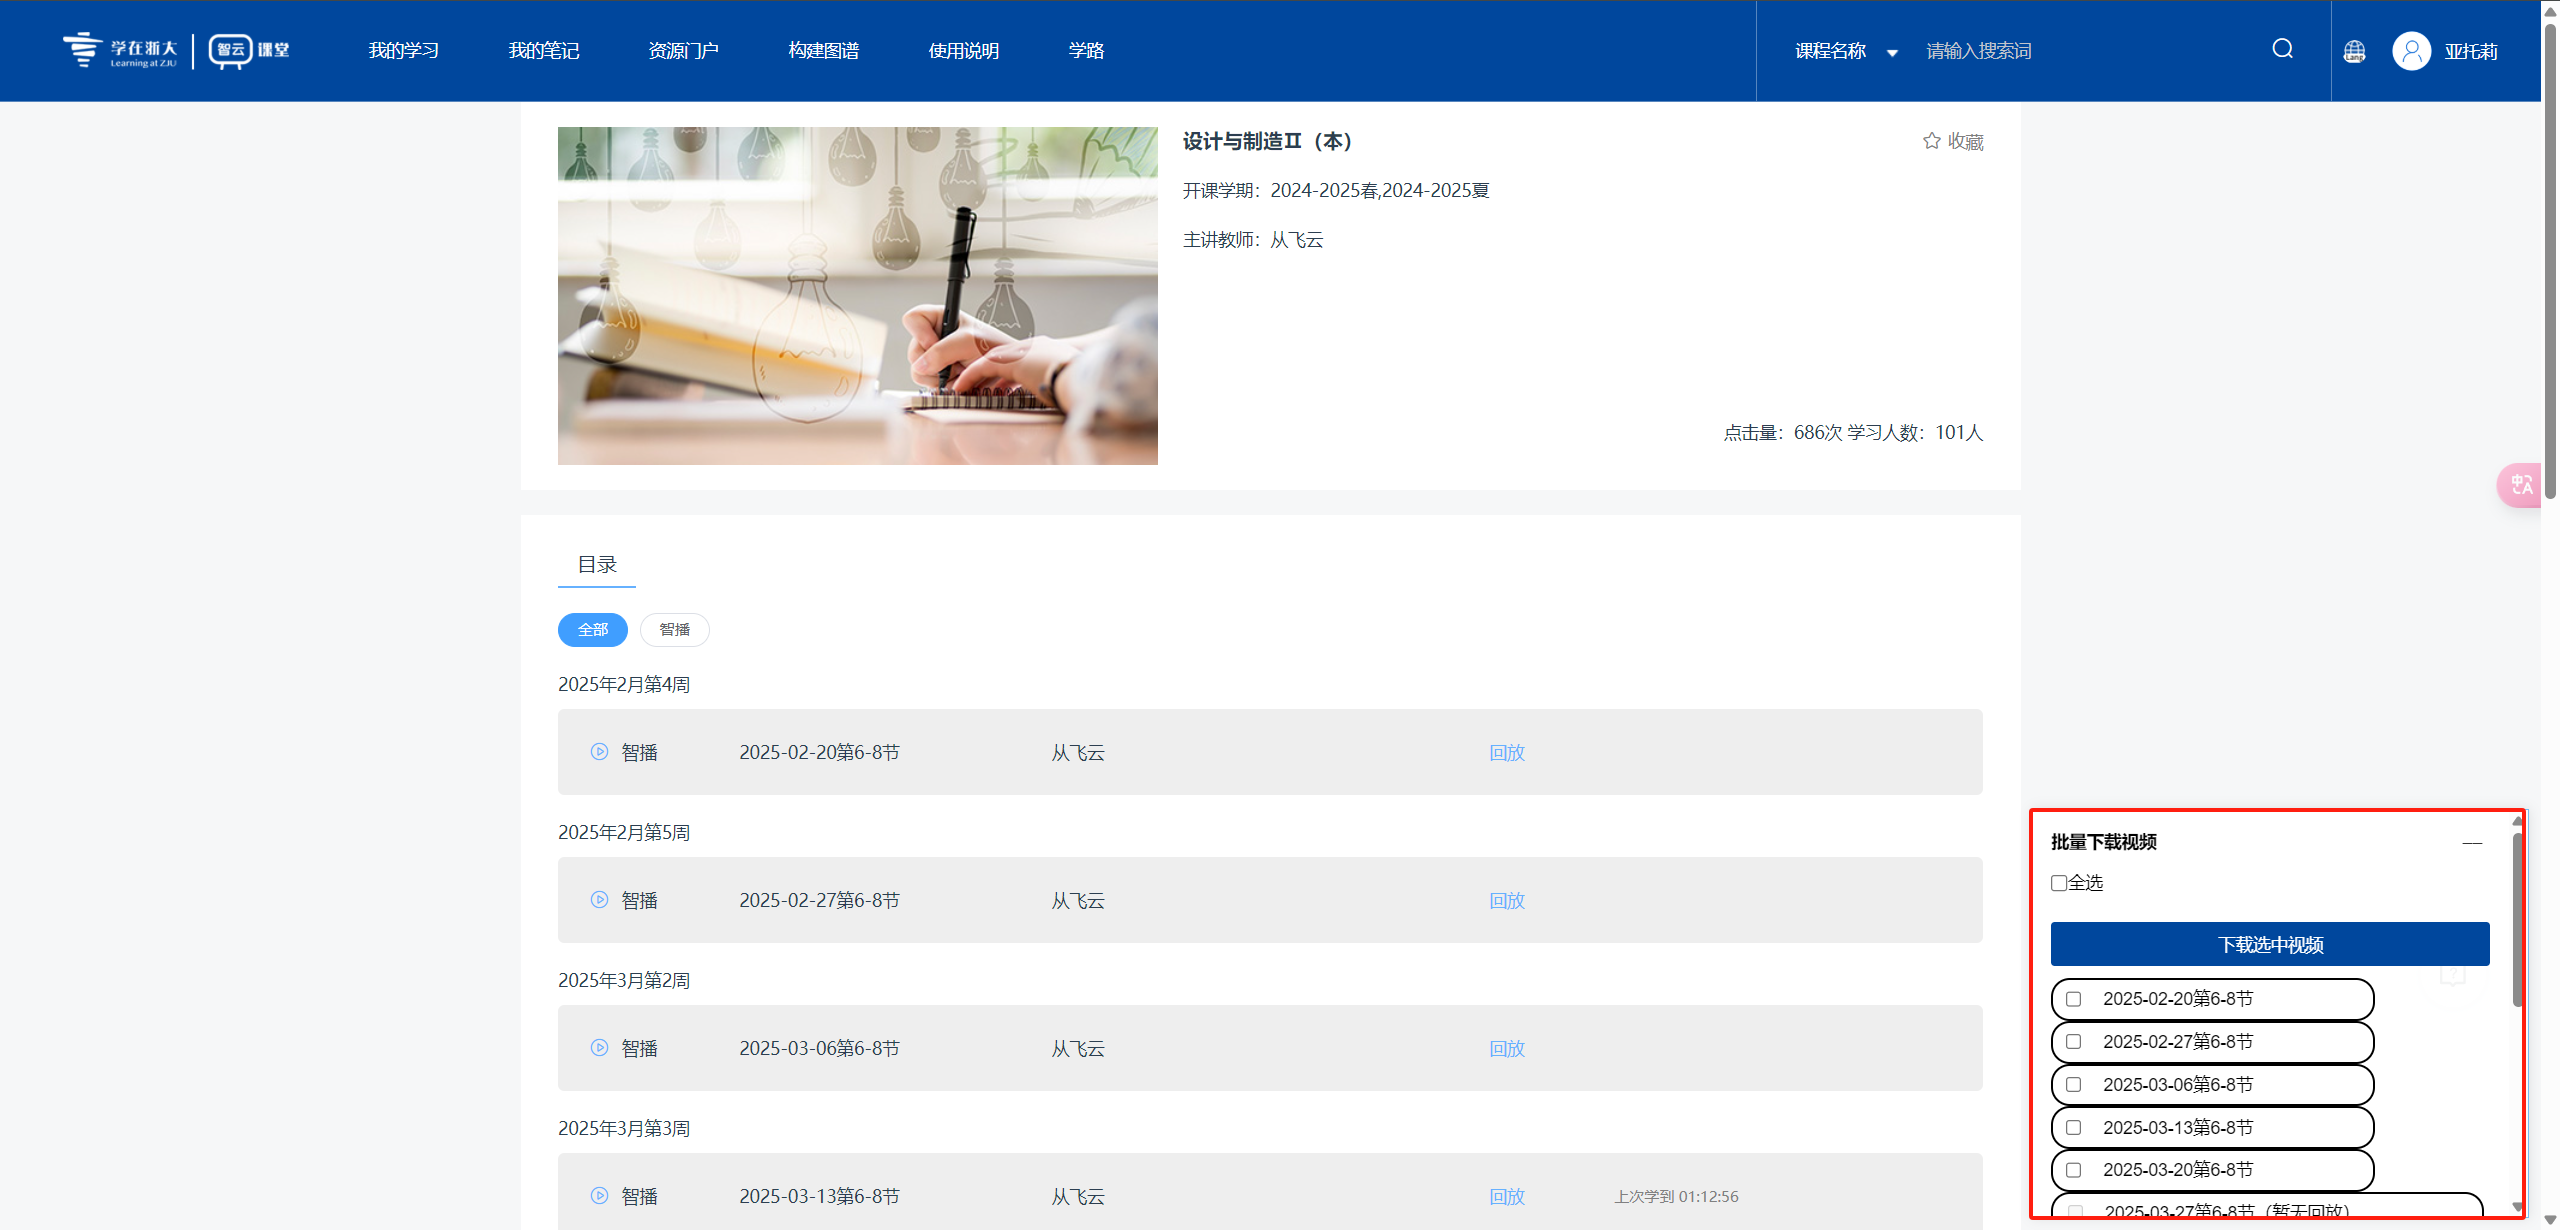 学在浙大
Learning at ZJU
智云课堂
我的学习
我的笔记
资源门户
构建图谱
使用说明
学路
课程名称
请输入搜索词
Lang
亚托莉
设计与制造Ⅱ（本）
收藏
开课学期：2024-2025春,2024-2025夏
主讲教师：从飞云
点击量：686次 学习人数：101人
中A
目录
全部
智播
2025年2月第4周
智播 2025-02-20第6-8节 从飞云 回放
2025年2月第5周
智播 2025-02-27第6-8节 从飞云 回放
2025年3月第2周
智播 2025-03-06第6-8节 从飞云 回放
2025年3月第3周
智播 2025-03-13第6-8节 从飞云 回放 上次学到 01:12:56
批量下载视频
全选
下载选中视频
2025-02-20第6-8节
2025-02-27第6-8节
2025-03-06第6-8节
2025-03-13第6-8节
2025-03-20第6-8节
2025-03-27第6-8节（暂无回放）